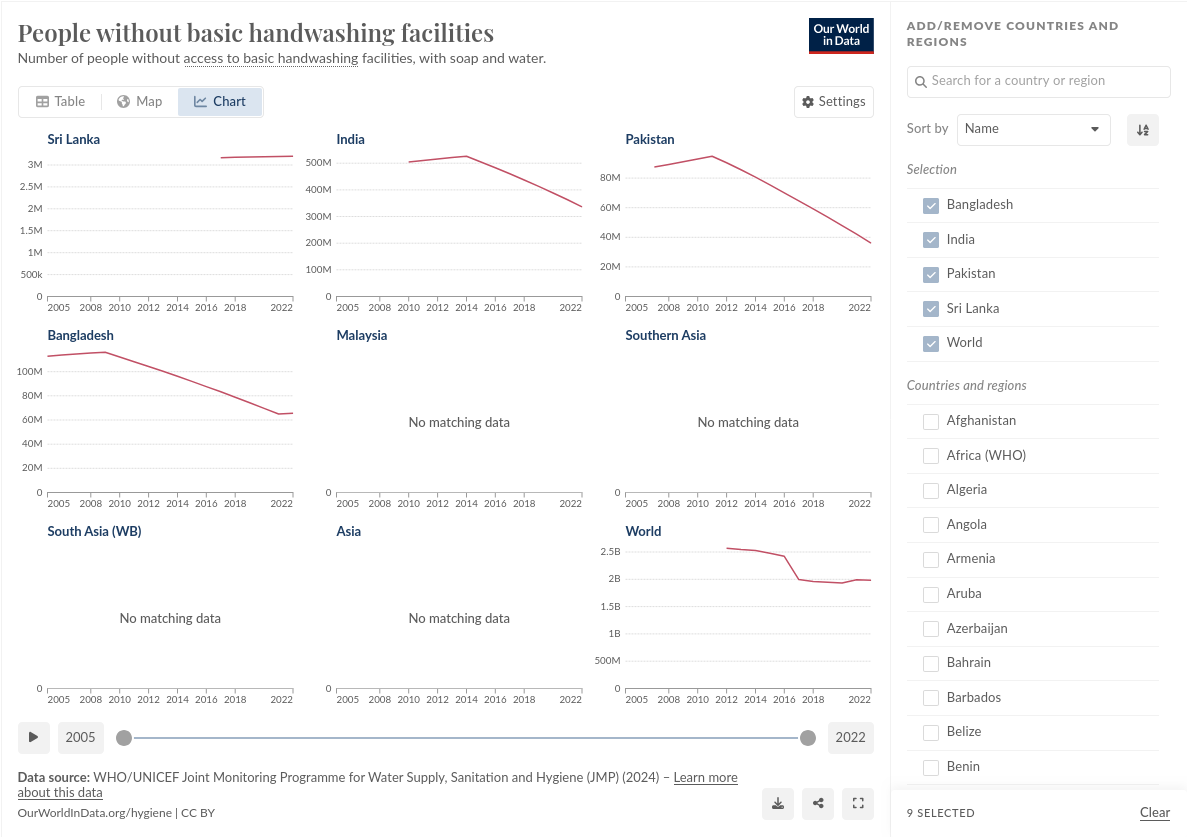 People without basic handwashing facilities
Number of people without access to basic handwashing facilities, with soap and water.
Our World
in Data
Table
Map
Chart
Settings
Sri Lanka
3M
2.5M
2M
1.5M
1M
500k
0
2005 2008 2010 2012 2014 2016 2018 2022
India
500M
400M
300M
200M
100M
0
2005 2008 2010 2012 2014 2016 2018 2022
Pakistan
80M
60M
40M
20M
0
2005 2008 2010 2012 2014 2016 2018 2022
Bangladesh
100M
80M
60M
40M
20M
0
2005 2008 2010 2012 2014 2016 2018 2022
Malaysia
No matching data
0
2005 2008 2010 2012 2014 2016 2018 2022
Southern Asia
No matching data
0
2005 2008 2010 2012 2014 2016 2018 2022
South Asia (WB)
No matching data
0
2005 2008 2010 2012 2014 2016 2018 2022
Asia
No matching data
0
2005 2008 2010 2012 2014 2016 2018 2022
World
2.5B
2B
1.5B
1B
500M
0
2005 2008 2010 2012 2014 2016 2018 2022
2005
2022
Data source: WHO/UNICEF Joint Monitoring Programme for Water Supply, Sanitation and Hygiene (JMP) (2024) – Learn more
about this data
OurWorldInData.org/hygiene | CC BY
ADD/REMOVE COUNTRIES AND
REGIONS
Search for a country or region
Sort by
Name
Selection
Bangladesh
India
Pakistan
Sri Lanka
World
Countries and regions
Afghanistan
Africa (WHO)
Algeria
Angola
Armenia
Aruba
Azerbaijan
Bahrain
Barbados
Belize
Benin
9 SELECTED
Clear